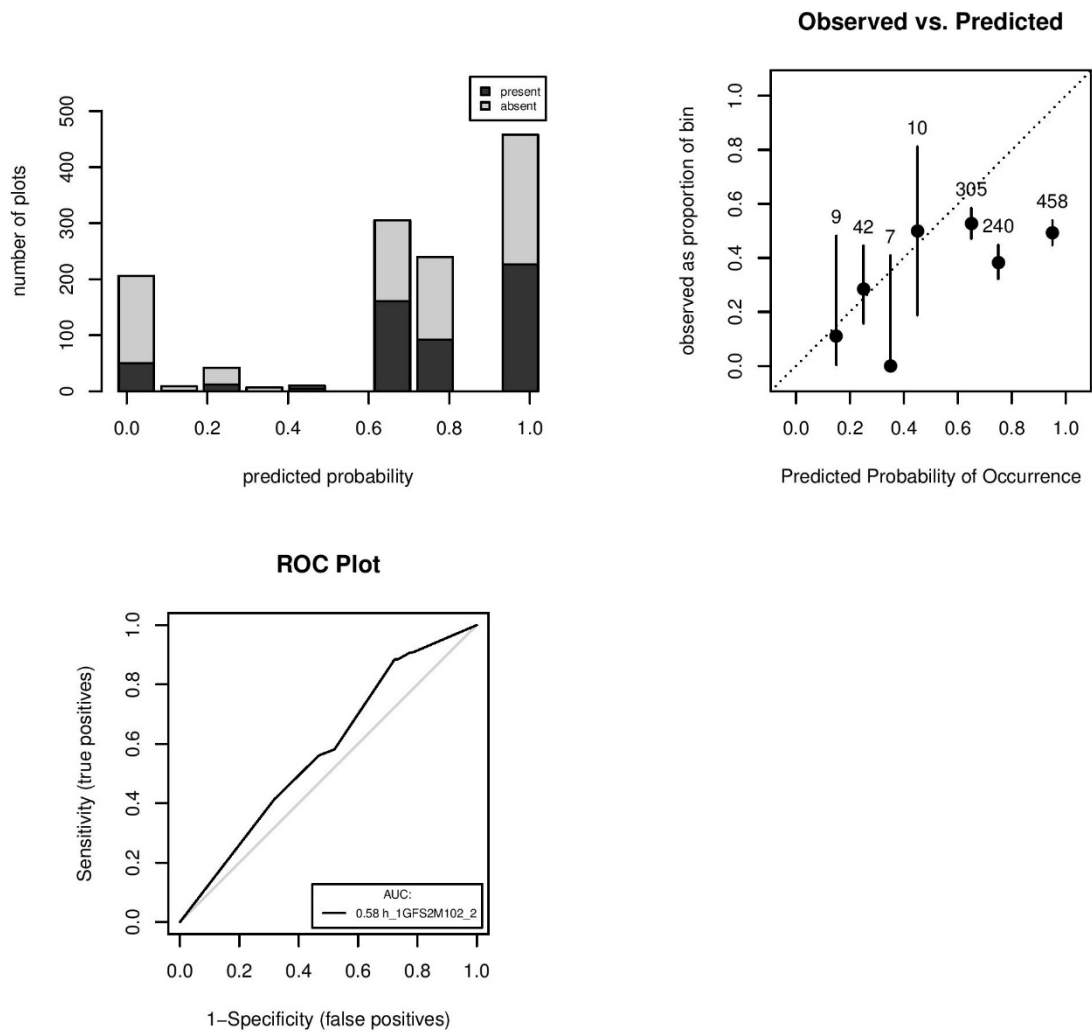 present
absent
number of plots
500
400
300
200
100
0
0.0 0.2 0.4 0.6 0.8 1.0
predicted probability
Observed vs. Predicted
observed as proportion of bin
1.0
0.8
0.6
0.4
0.2
0.0
9
42
7
10
305
240
458
0.0 0.2 0.4 0.6 0.8 1.0
Predicted Probability of Occurrence
ROC Plot
Sensitivity (true positives)
1.0
0.8
0.6
0.4
0.2
0.0
AUC:
0.58 h_1GFS2M102_2
0.0 0.2 0.4 0.6 0.8 1.0
1−Specificity (false positives)